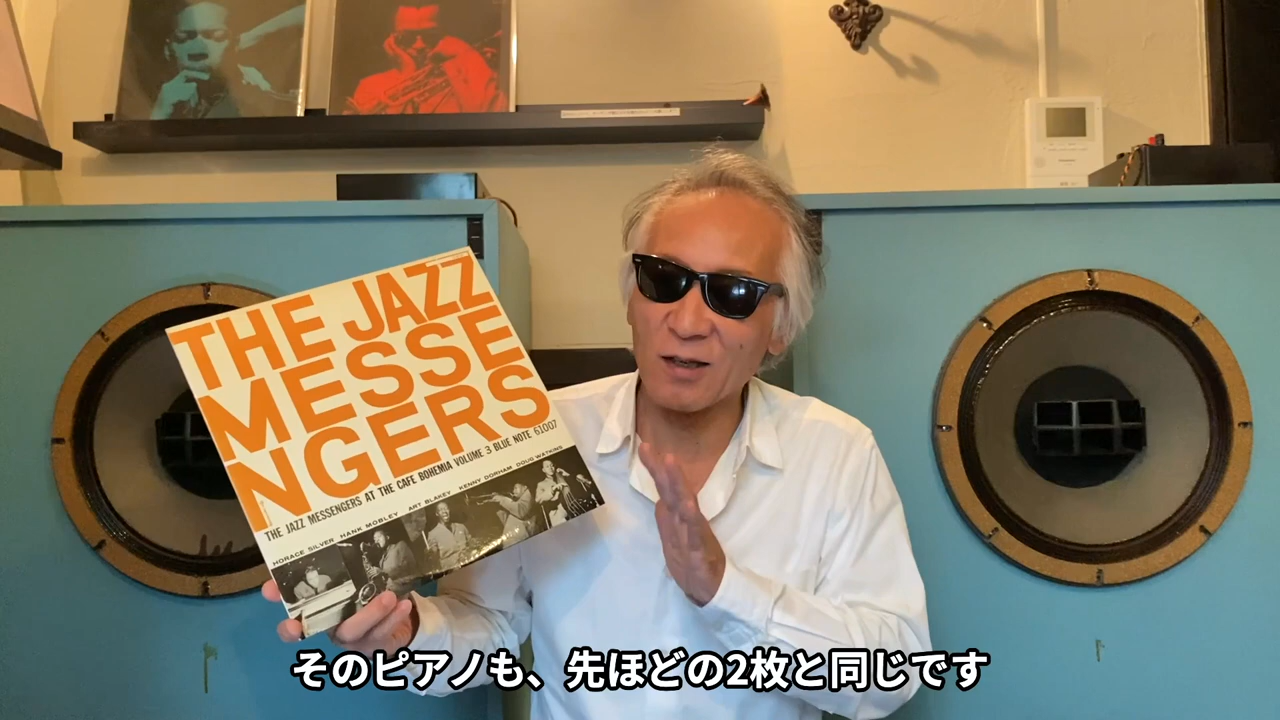 THE JAZZ
MESSE
NGERS
THE JAZZ MESSENGERS AT THE CAFE BOHEMIA VOLUME 3 BLUE NOTE 61007
HORACE SILVER HANK MOBLEY ART BLAKEY KENNY DORHAM DOUG WATKINS
そのピアノも、先ほどの2枚と同じです